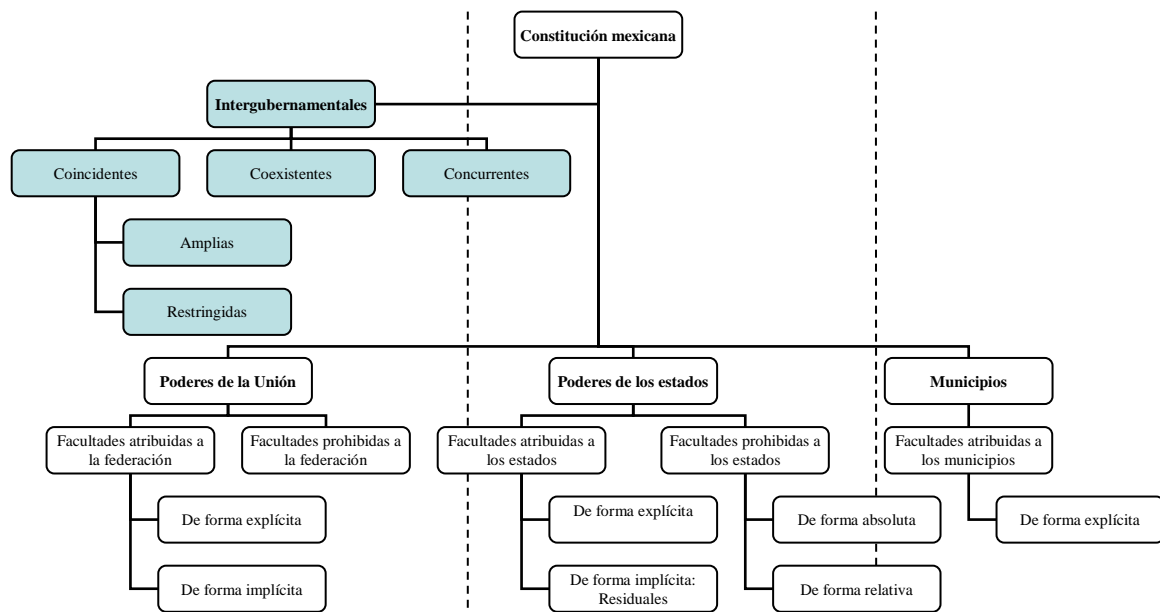 Constitución mexicana
Intergubernamentales
Coincidentes
Coexistentes
Concurrentes
Amplias
Restringidas
Poderes de la Unión
Poderes de los estados
Municipios
Facultades atribuidas a
la federación
Facultades prohibidas a
la federación
Facultades atribuidas a
los estados
Facultades prohibidas a
los estados
Facultades atribuidas a
los municipios
De forma explícita
De forma explícita
De forma absoluta
De forma explícita
De forma implícita
De forma implícita:
Residuales
De forma relativa